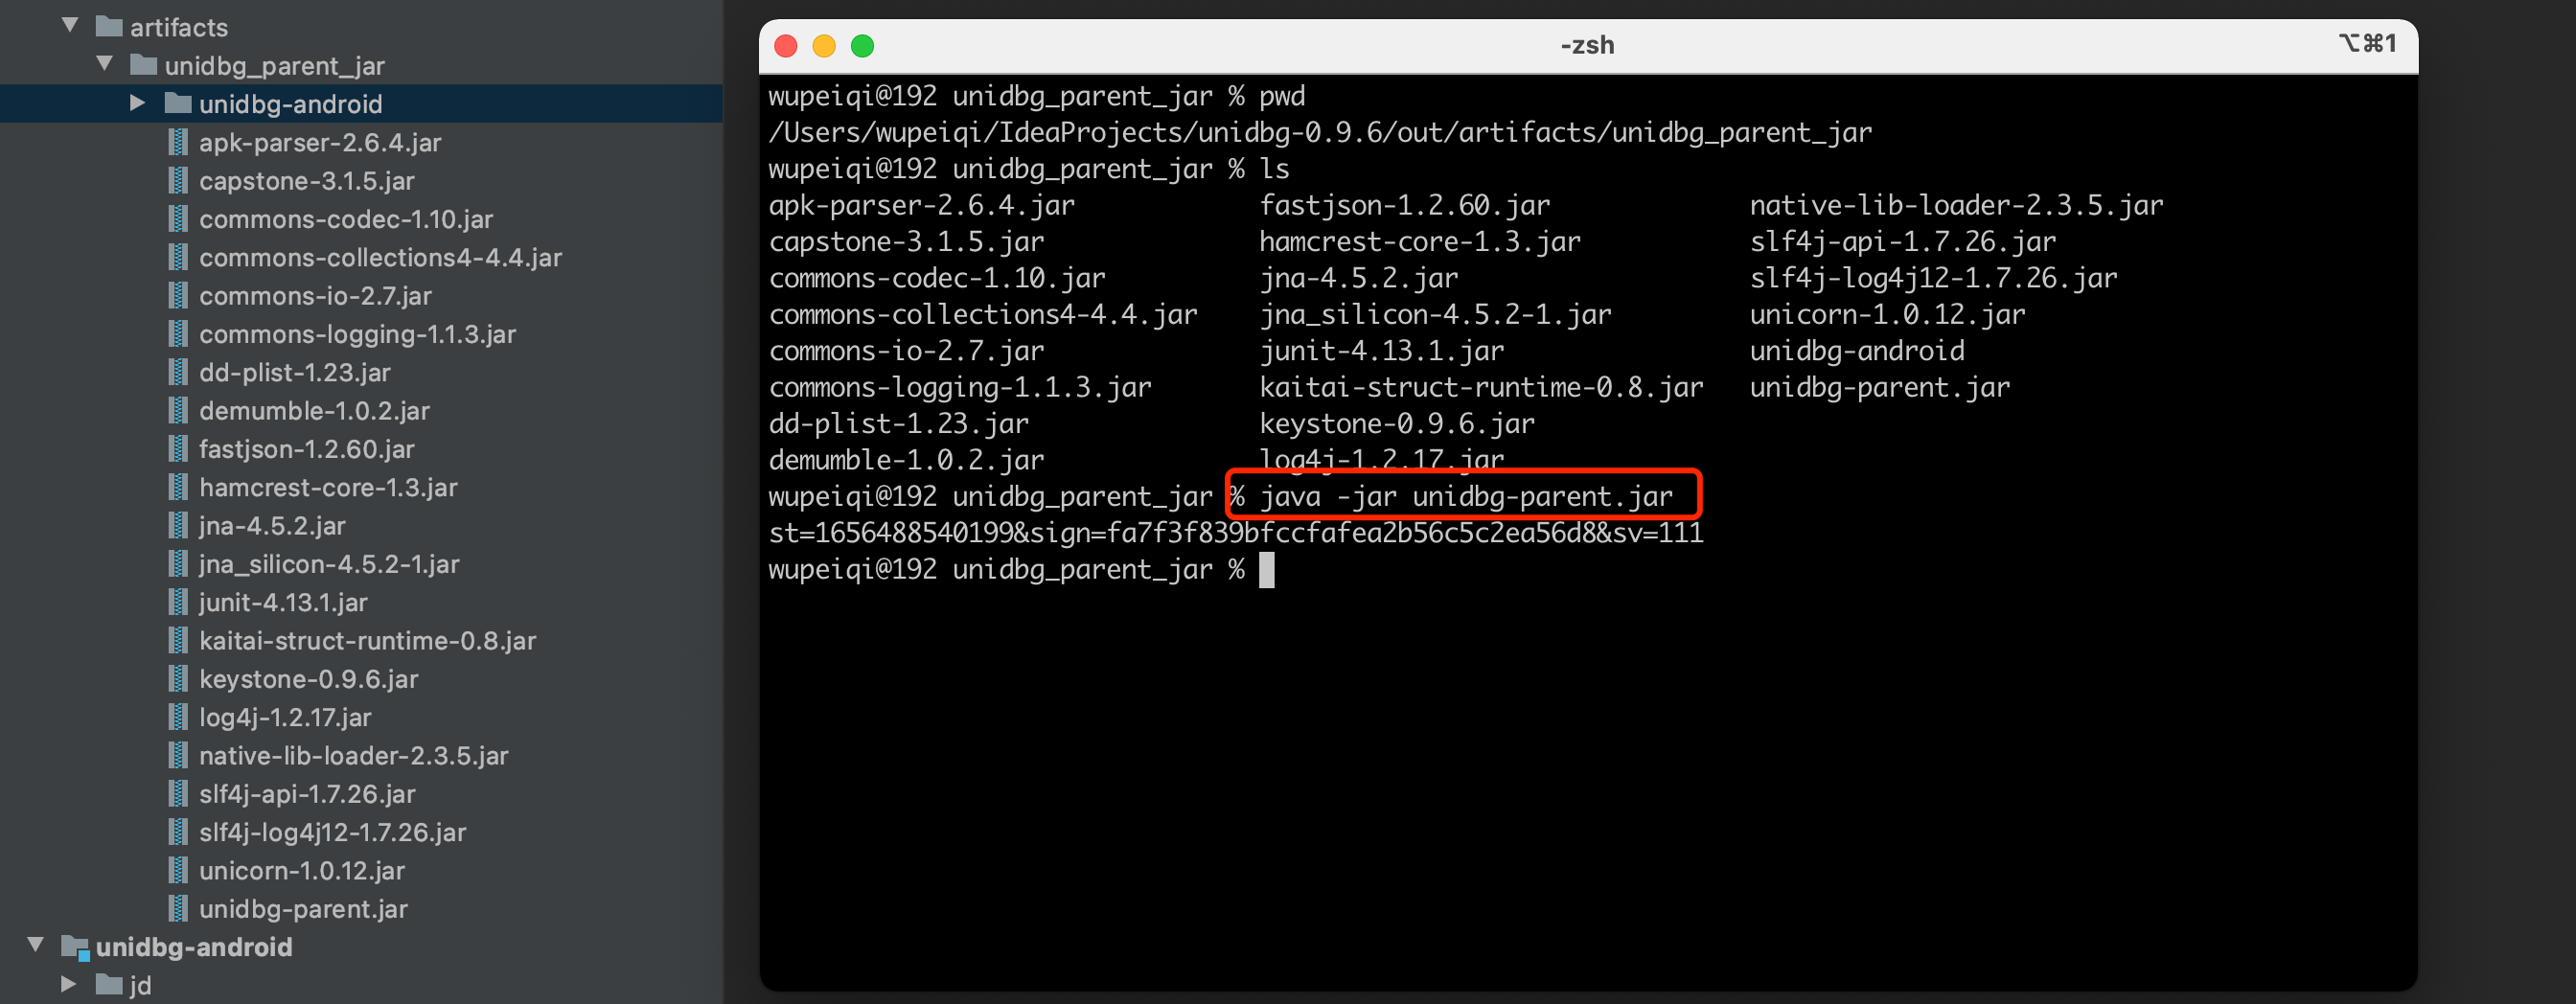 artifacts
unidbg_parent_jar
unidbg-android
apk-parser-2.6.4.jar
capstone-3.1.5.jar
commons-codec-1.10.jar
commons-collections4-4.4.jar
commons-io-2.7.jar
commons-logging-1.1.3.jar
dd-plist-1.23.jar
demumble-1.0.2.jar
fastjson-1.2.60.jar
hamcrest-core-1.3.jar
jna-4.5.2.jar
jna_silicon-4.5.2-1.jar
junit-4.13.1.jar
kaitai-struct-runtime-0.8.jar
keystone-0.9.6.jar
log4j-1.2.17.jar
native-lib-loader-2.3.5.jar
slf4j-api-1.7.26.jar
slf4j-log4j12-1.7.26.jar
unicorn-1.0.12.jar
unidbg-parent.jar
unidbg-android
jd
-zsh ⌥⌘1
wupeiqi@192 unidbg_parent_jar % pwd
/Users/wupeiqi/IdeaProjects/unidbg-0.9.6/out/artifacts/unidbg_parent_jar
wupeiqi@192 unidbg_parent_jar % ls
apk-parser-2.6.4.jar fastjson-1.2.60.jar native-lib-loader-2.3.5.jar
capstone-3.1.5.jar hamcrest-core-1.3.jar slf4j-api-1.7.26.jar
commons-codec-1.10.jar jna-4.5.2.jar slf4j-log4j12-1.7.26.jar
commons-collections4-4.4.jar jna_silicon-4.5.2-1.jar unicorn-1.0.12.jar
commons-io-2.7.jar junit-4.13.1.jar unidbg-android
commons-logging-1.1.3.jar kaitai-struct-runtime-0.8.jar unidbg-parent.jar
dd-plist-1.23.jar keystone-0.9.6.jar
demumble-1.0.2.jar log4j-1.2.17.jar
wupeiqi@192 unidbg_parent_jar % java -jar unidbg-parent.jar
st=1656488540199&sign=fa7f3f839bfccfafea2b56c5c2ea56d8&sv=111
wupeiqi@192 unidbg_parent_jar %